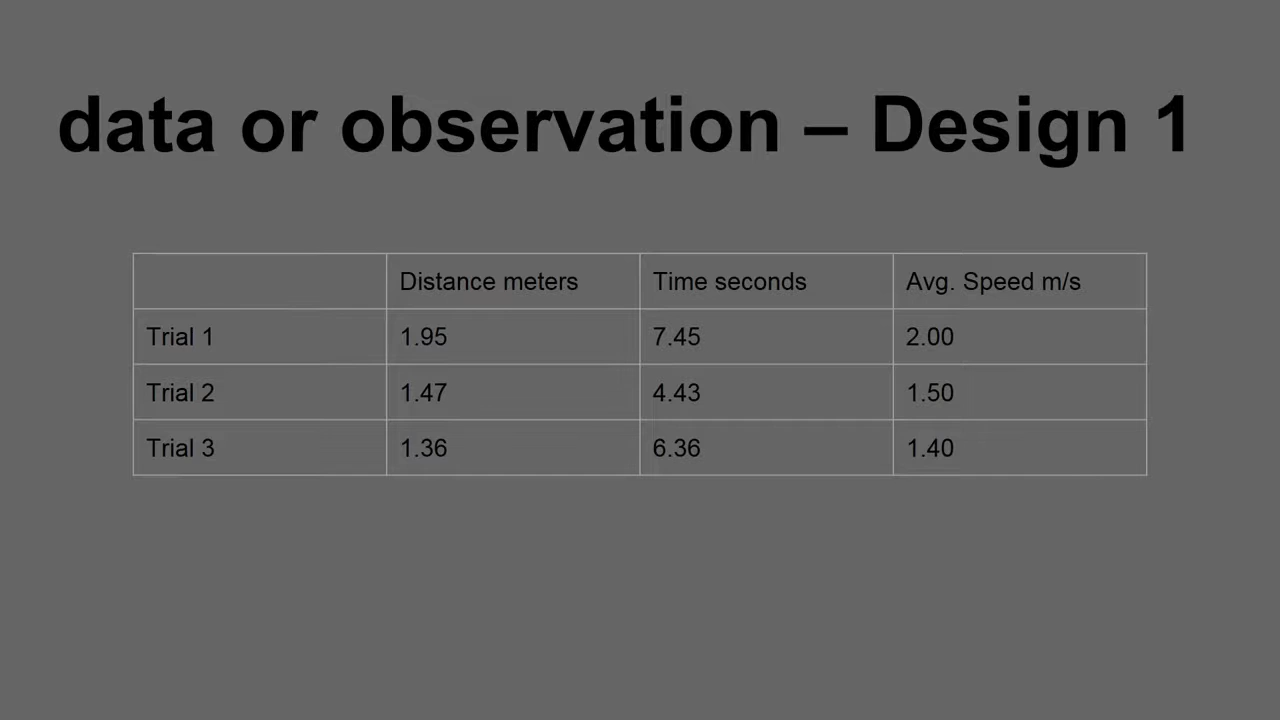 data or observation – Design 1
Distance meters Time seconds Avg. Speed m/s
Trial 1 1.95 7.45 2.00
Trial 2 1.47 4.43 1.50
Trial 3 1.36 6.36 1.40